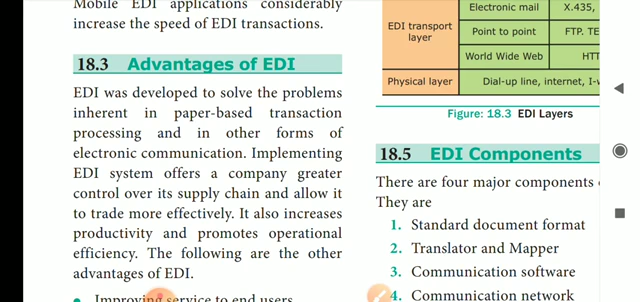 Mobile EDI applications considerably
increase the speed of EDI transactions.
18.3 Advantages of EDI
EDI was developed to solve the problems
inherent in paper-based transaction
processing and in other forms of
electronic communication. Implementing
EDI system offers a company greater
control over its supply chain and allow it
to trade more effectively. It also increases
productivity and promotes operational
efficiency. The following are the other
advantages of EDI.
• Improving service to end users
EDI transport
layer
Electronic mail X.435,
Point to point FTP. TE
World Wide Web HTT
Physical layer Dial-up line, internet, I-
Figure: 18.3 EDI Layers
18.5 EDI Components
There are four major components
They are
1. Standard document format
2. Translator and Mapper
3. Communication software
4. Communication network